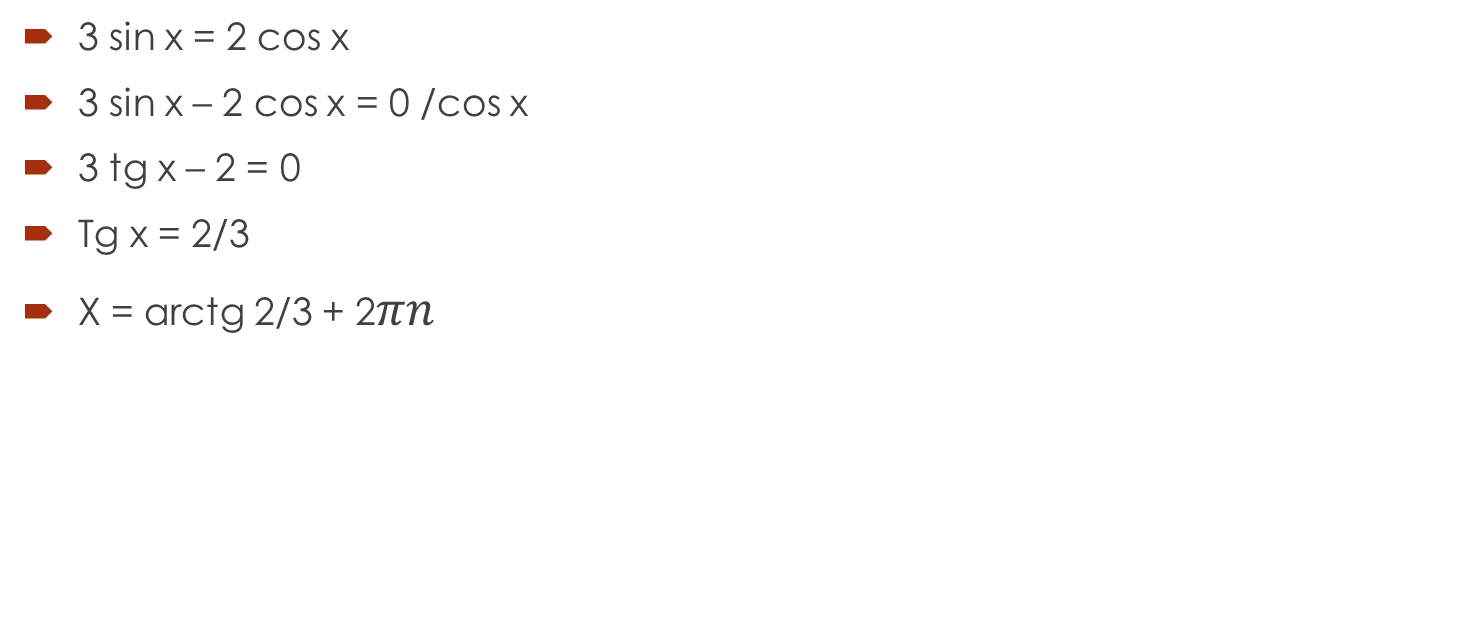 3 sin x = 2 cos x
3 sin x – 2 cos x = 0 /cos x
3 tg x – 2 = 0
Tg x = 2/3
X = arctg 2/3 + 2𝜋𝑛